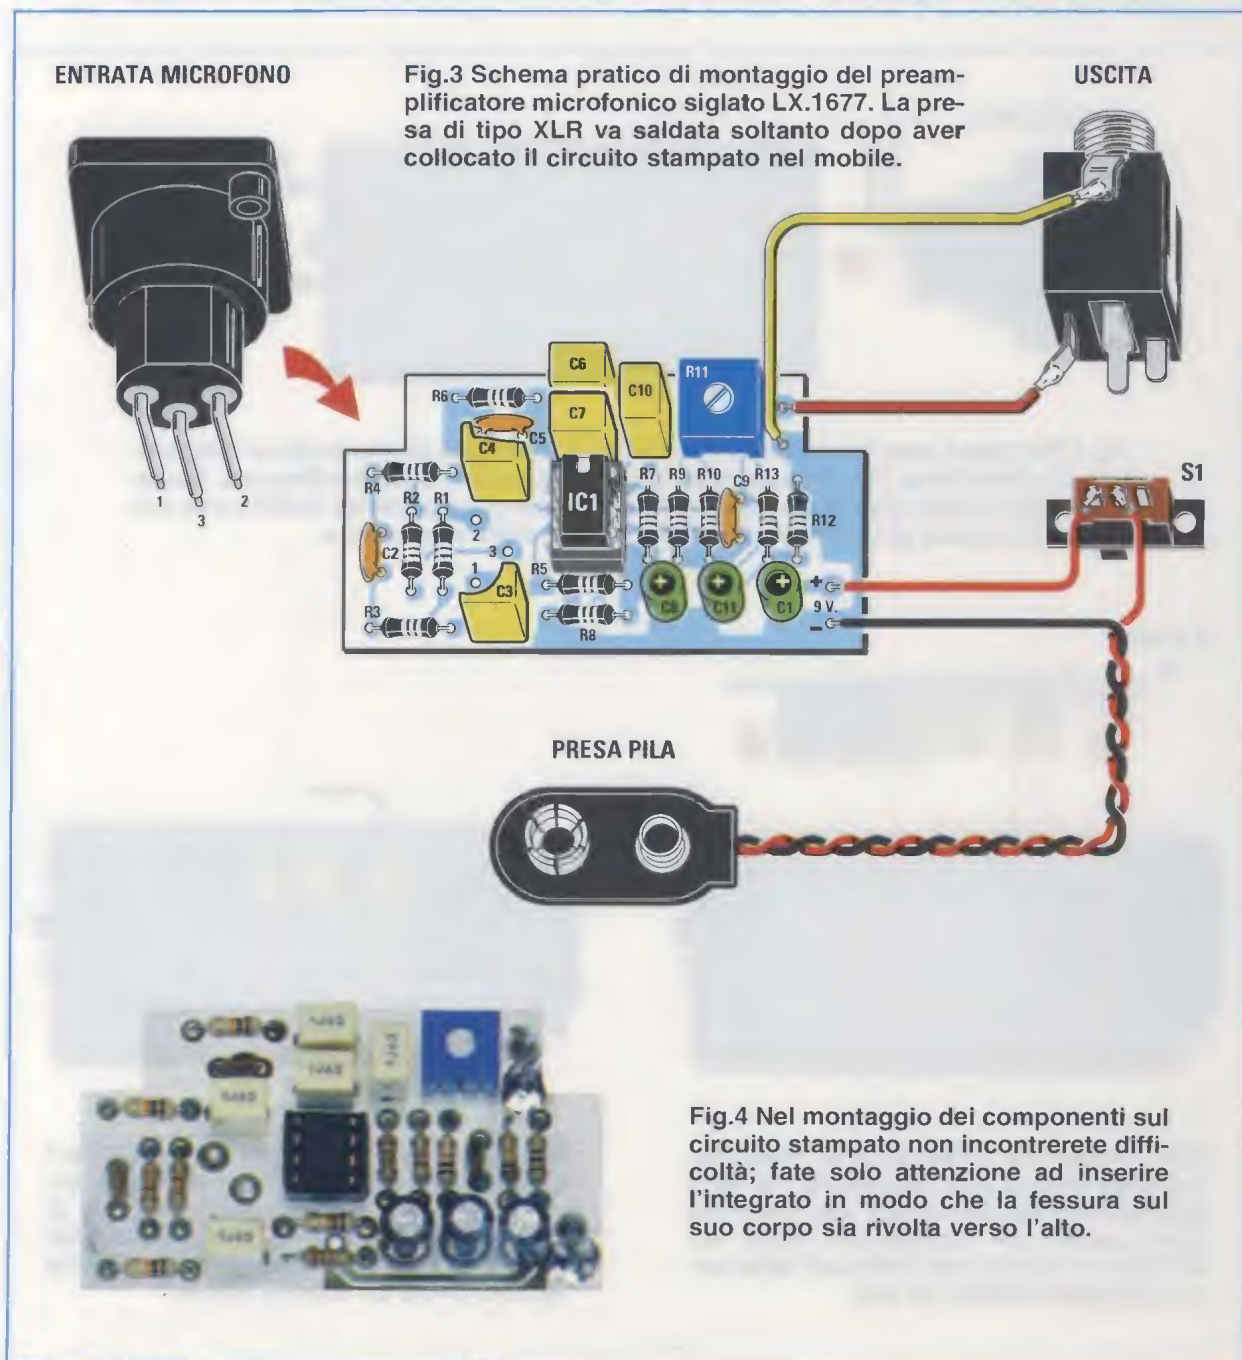 ENTRATA MICROFONO
Fig.3 Schema pratico di montaggio del pream-
plificatore microfonico siglato LX.1677. La pre-
sa di tipo XLR va saldata soltanto dopo aver
collocato il circuito stampato nel mobile.
USCITA
1
3
2
C6
R6
C7
C10
R11
C5
C4
R4
R2
R1
IC1
R7
R9
R10
C9
R13
R12
S1
2
C2
3
1
C3
R5
R3
R8
C8
C11
C1
+
9 V.
–
PRESA PILA
Fig.4 Nel montaggio dei componenti sul
circuito stampato non incontrerete diffi-
coltà; fate solo attenzione ad inserire
l'integrato in modo che la fessura sul
suo corpo sia rivolta verso l'alto.